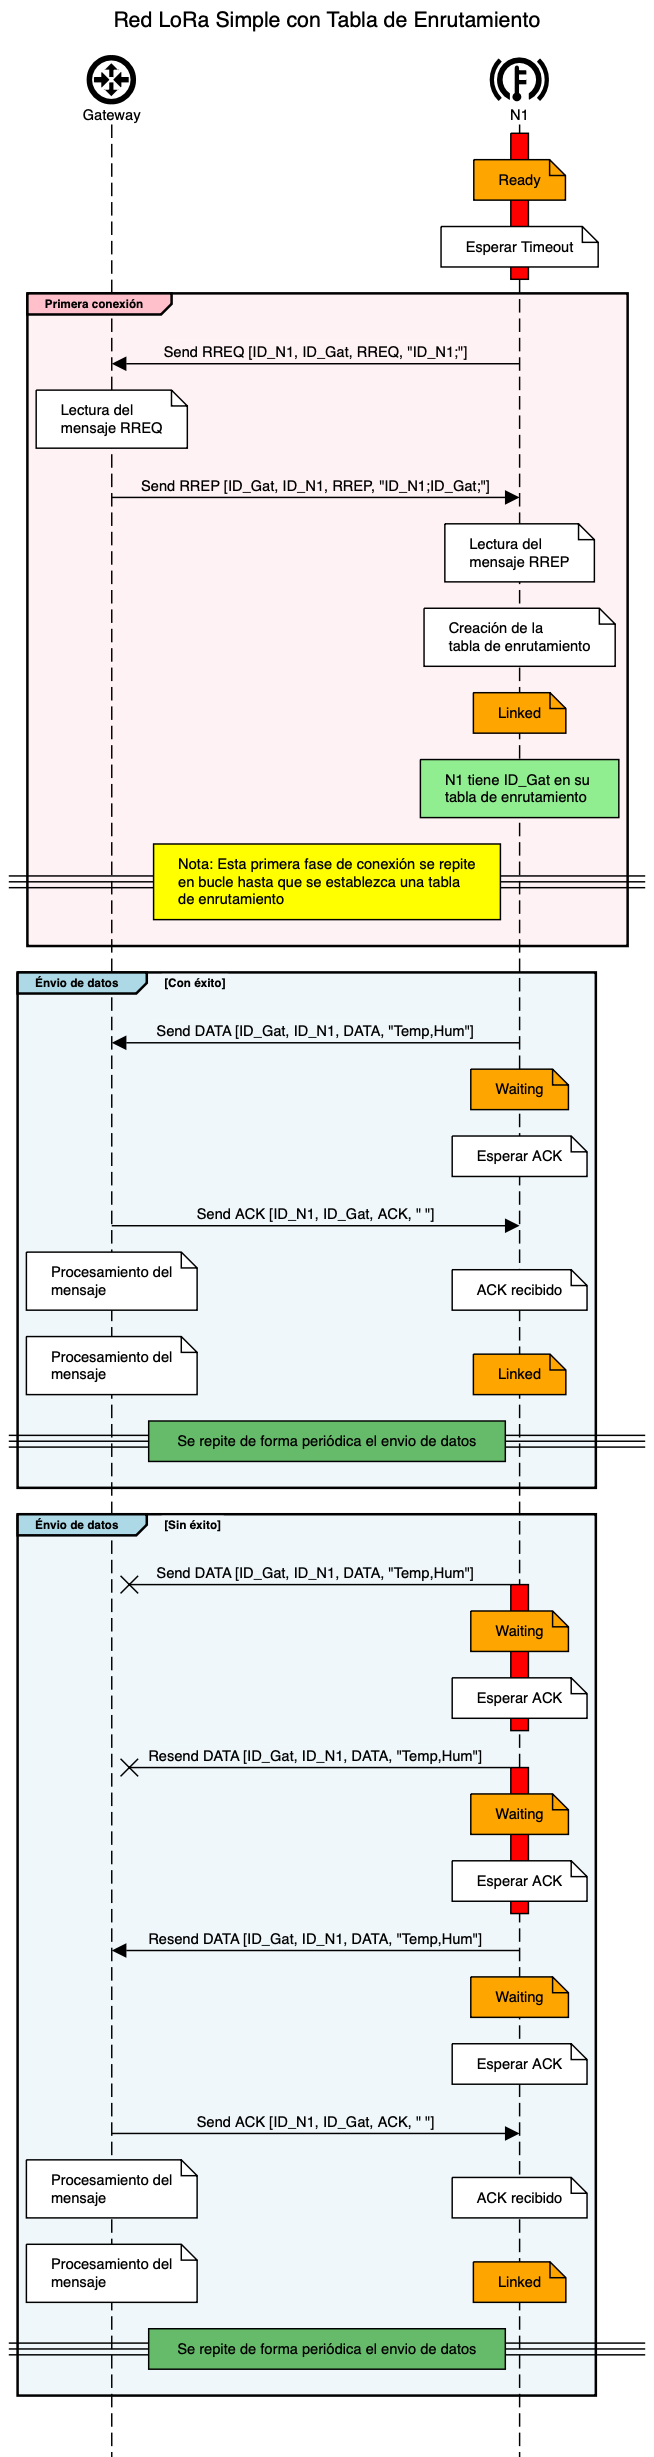 Red LoRa Simple con Tabla de Enrutamiento
Gateway
N1
Ready
Esperar Timeout
Primera conexión
Send RREQ [ID_N1, ID_Gat, RREQ, "ID_N1;"]
Lectura del
mensaje RREQ
Send RREP [ID_Gat, ID_N1, RREP, "ID_N1;ID_Gat;"]
Lectura del
mensaje RREP
Creación de la
tabla de enrutamiento
Linked
N1 tiene ID_Gat en su
tabla de enrutamiento
Nota: Esta primera fase de conexión se repite
en bucle hasta que se establezca una tabla
de enrutamiento
Énvio de datos
[Con éxito]
Send DATA [ID_Gat, ID_N1, DATA, "Temp,Hum"]
Waiting
Esperar ACK
Send ACK [ID_N1, ID_Gat, ACK, " "]
Procesamiento del
mensaje
ACK recibido
Procesamiento del
mensaje
Linked
Se repite de forma periódica el envio de datos
Énvio de datos
[Sin éxito]
Send DATA [ID_Gat, ID_N1, DATA, "Temp,Hum"]
Waiting
Esperar ACK
Resend DATA [ID_Gat, ID_N1, DATA, "Temp,Hum"]
Waiting
Esperar ACK
Resend DATA [ID_Gat, ID_N1, DATA, "Temp,Hum"]
Waiting
Esperar ACK
Send ACK [ID_N1, ID_Gat, ACK, " "]
Procesamiento del
mensaje
ACK recibido
Procesamiento del
mensaje
Linked
Se repite de forma periódica el envio de datos